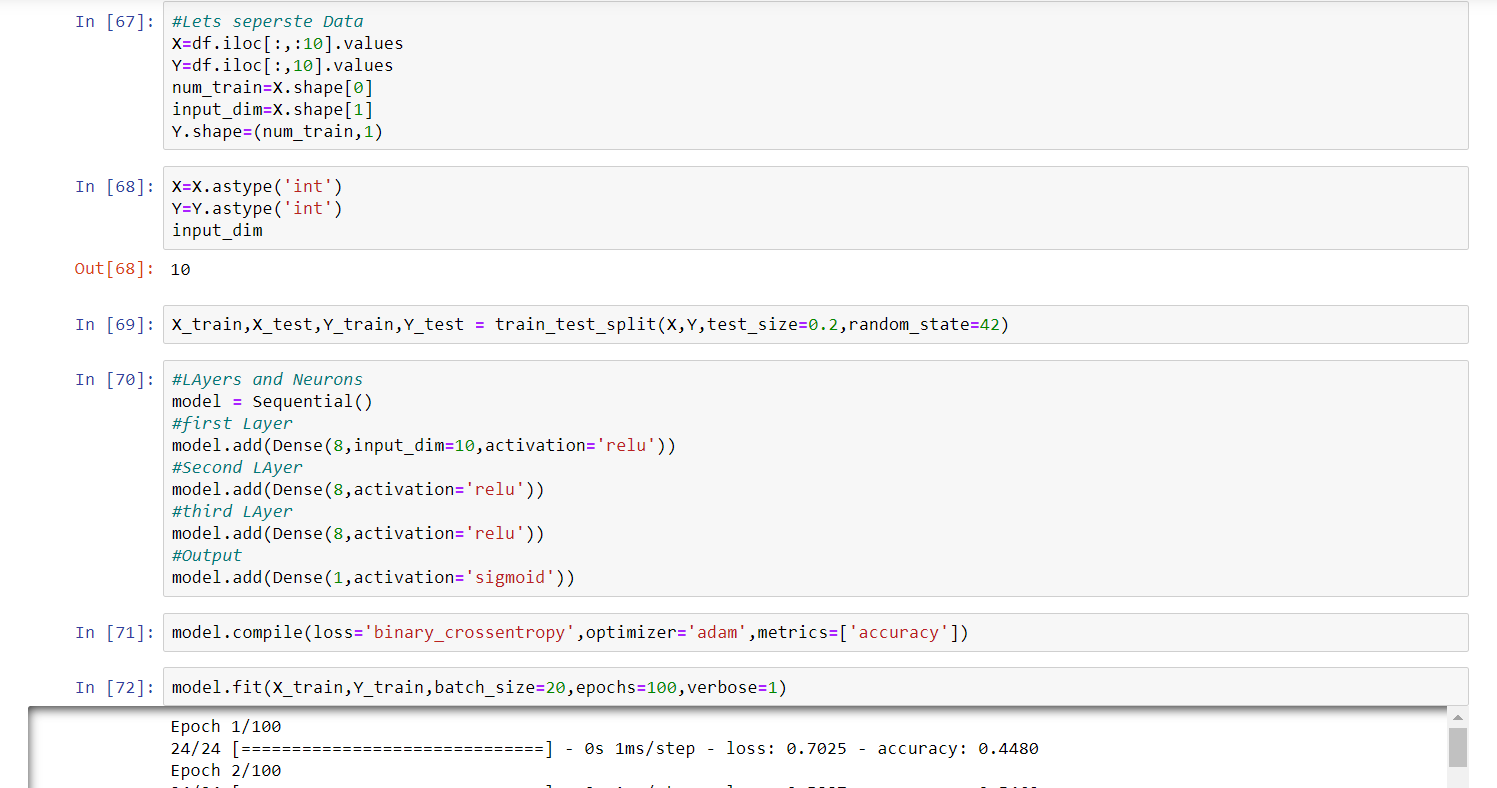 In [67]:
#Lets seperste Data
X=df.iloc[:,:10].values
Y=df.iloc[:,10].values
num_train=X.shape[0]
input_dim=X.shape[1]
Y.shape=(num_train,1)
In [68]:
X=X.astype('int')
Y=Y.astype('int')
input_dim
Out[68]: 10
In [69]: X_train,X_test,Y_train,Y_test = train_test_split(X,Y,test_size=0.2,random_state=42)
In [70]:
#LAyers and Neurons
model = Sequential()
#first Layer
model.add(Dense(8,input_dim=10,activation='relu'))
#Second LAyer
model.add(Dense(8,activation='relu'))
#third LAyer
model.add(Dense(8,activation='relu'))
#Output
model.add(Dense(1,activation='sigmoid'))
In [71]: model.compile(loss='binary_crossentropy',optimizer='adam',metrics=['accuracy'])
In [72]: model.fit(X_train,Y_train,batch_size=20,epochs=100,verbose=1)
Epoch 1/100
24/24 [==============================] - 0s 1ms/step - loss: 0.7025 - accuracy: 0.4480
Epoch 2/100